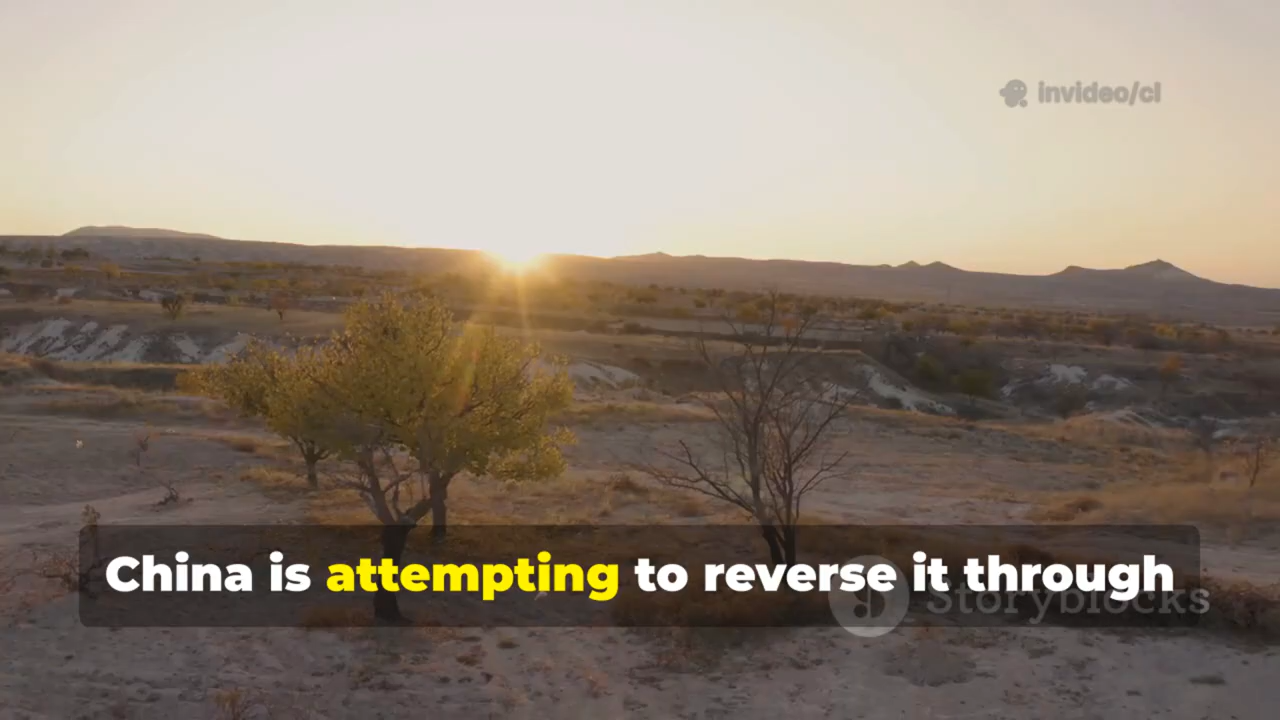 invideo/cl
China is attempting to reverse it through
Storyblocks